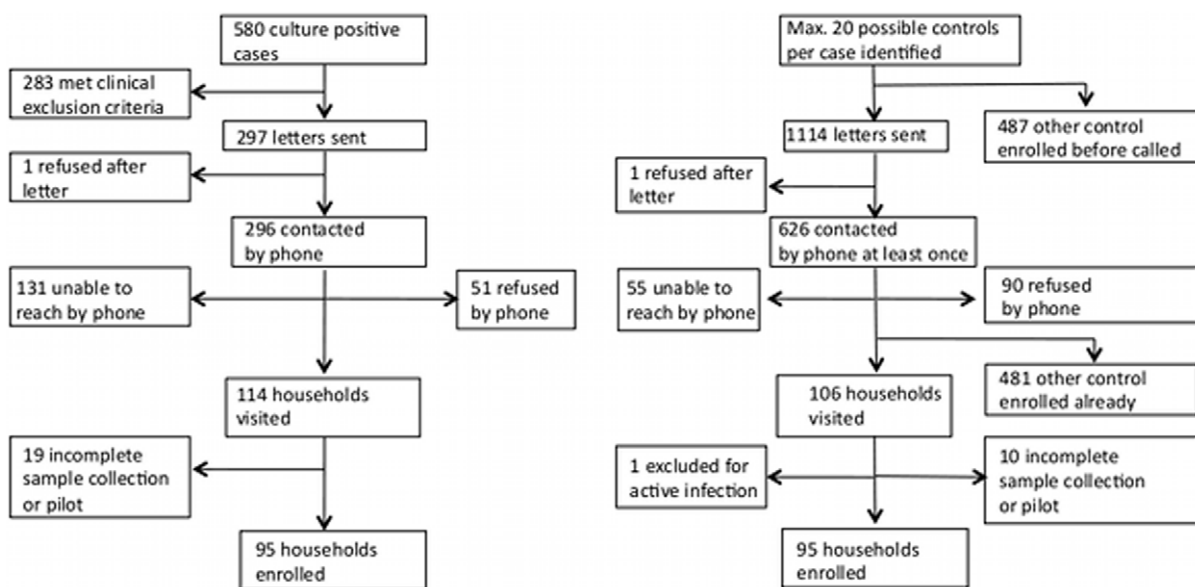 580 culture positive
cases
283 met clinical
exclusion criteria
297 letters sent
1 refused after
letter
296 contacted
by phone
131 unable to
reach by phone
51 refused
by phone
114 households
visited
19 incomplete
sample collection
or pilot
95 households
enrolled
Max. 20 possible controls
per case identified
487 other control
enrolled before called
1114 letters sent
1 refused after
letter
626 contacted
by phone at least once
55 unable to
reach by phone
90 refused
by phone
481 other control
enrolled already
106 households
visited
1 excluded for
active infection
10 incomplete
sample collection
or pilot
95 households
enrolled